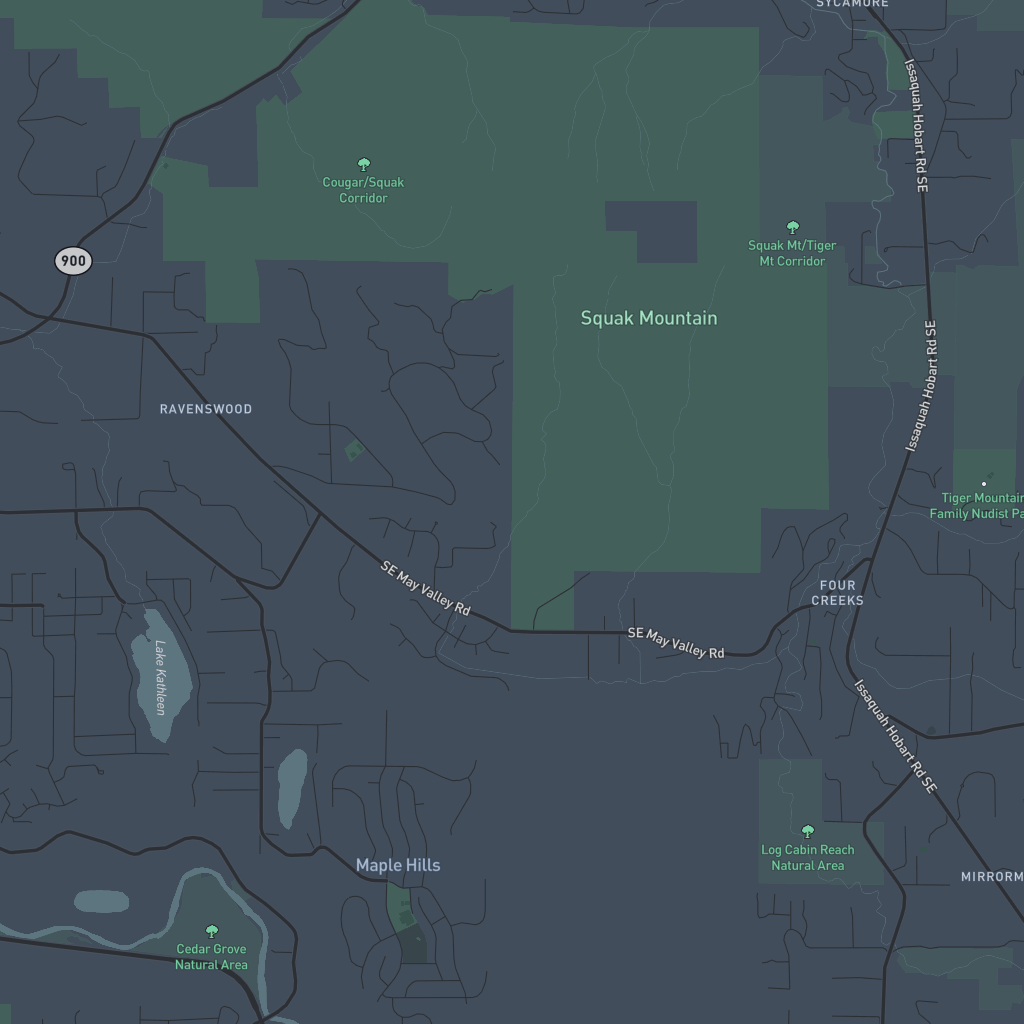 SYCAMORE
Issaquah Hobart Rd SE
Cougar/Squak
Corridor
Squak Mt/Tiger
Mt Corridor
900
Squak Mountain
Issaquah Hobart Rd SE
RAVENSWOOD
Tiger Mountain
Family Nudist Pa
SE May Valley Rd
FOUR
CREEKS
SE May Valley Rd
Lake Kathleen
Issaquah Hobart Rd SE
Log Cabin Reach
Natural Area
Maple Hills
MIRRORM
Cedar Grove
Natural Area